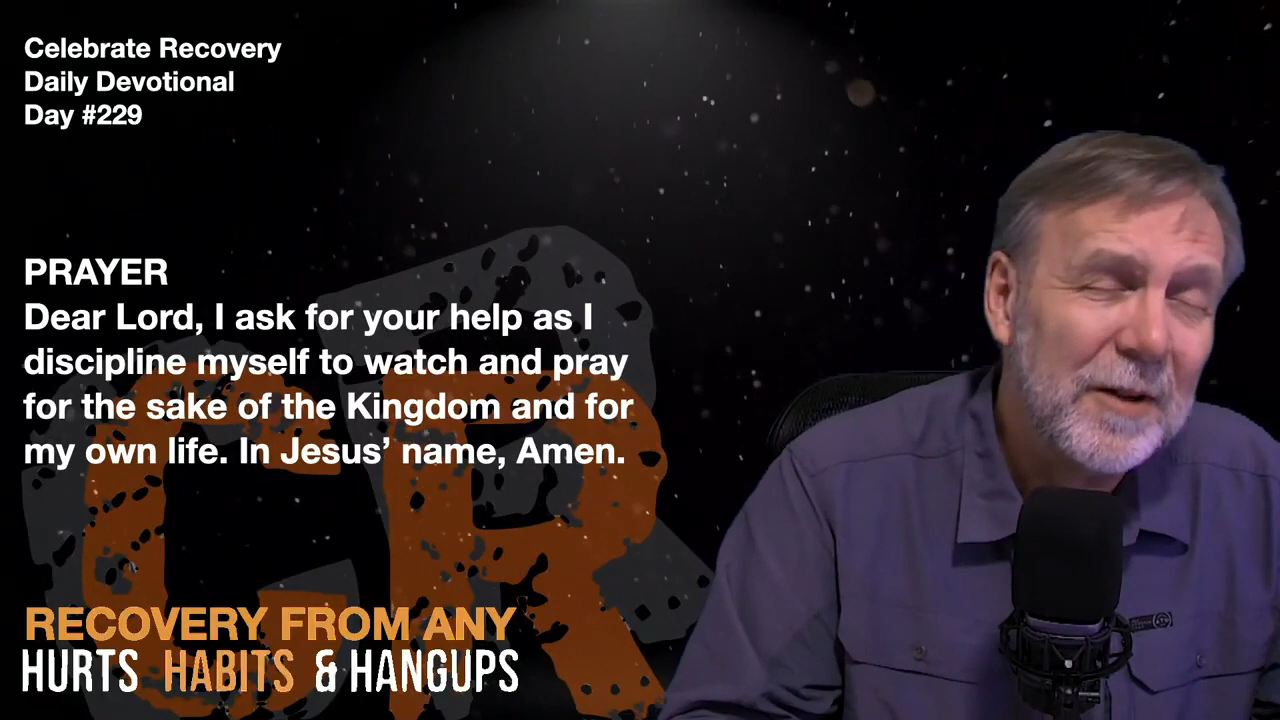 Celebrate Recovery
Daily Devotional
Day #229
PRAYER
Dear Lord, I ask for your help as I
discipline myself to watch and pray
for the sake of the Kingdom and for
my own life. In Jesus’ name, Amen.
CR
RECOVERY FROM ANY
HURTS HABITS & HANGUPS